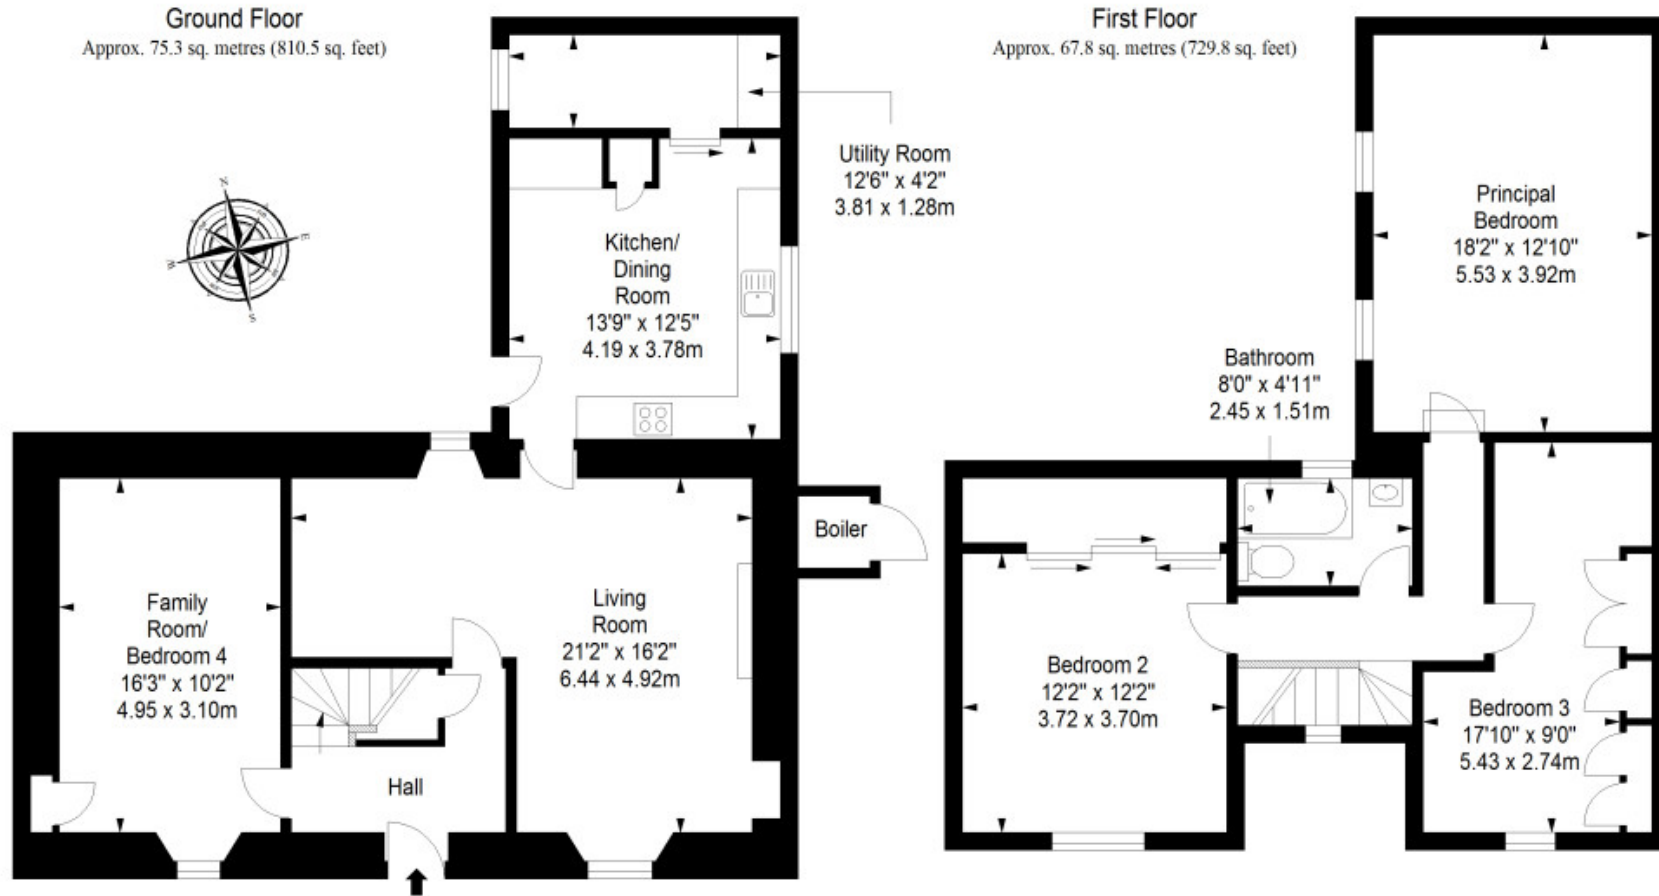 Ground Floor
Approx. 75.3 sq. metres (810.5 sq. feet)
First Floor
Approx. 67.8 sq. metres (729.8 sq. feet)
Utility Room
12'6" x 4'2"
3.81 x 1.28m
Kitchen/
Dining
Room
13'9" x 12'5"
4.19 x 3.78m
N
E
S
W
Principal
Bedroom
18'2" x 12'10"
5.53 x 3.92m
Bathroom
8'0" x 4'11"
2.45 x 1.51m
Boiler
Family
Room/
Bedroom 4
16'3" x 10'2"
4.95 x 3.10m
Living
Room
21'2" x 16'2"
6.44 x 4.92m
Hall
Bedroom 2
12'2" x 12'2"
3.72 x 3.70m
Bedroom 3
17'10" x 9'0"
5.43 x 2.74m